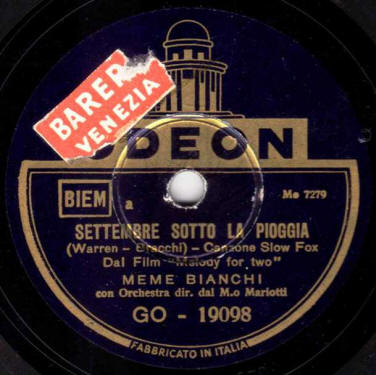 BARER
VENEZIA
ODEON
BIEM
a
Mo 7279
SETTEMBRE SOTTO LA PIOGGIA
(Warren - Bracchi) - Canzone Slow Fox
Dal Film "Melody for two"
MEME BIANCHI
con Orchestra dir. dal M.o Mariotti
GO - 19098
FABBRICATO IN ITALIA